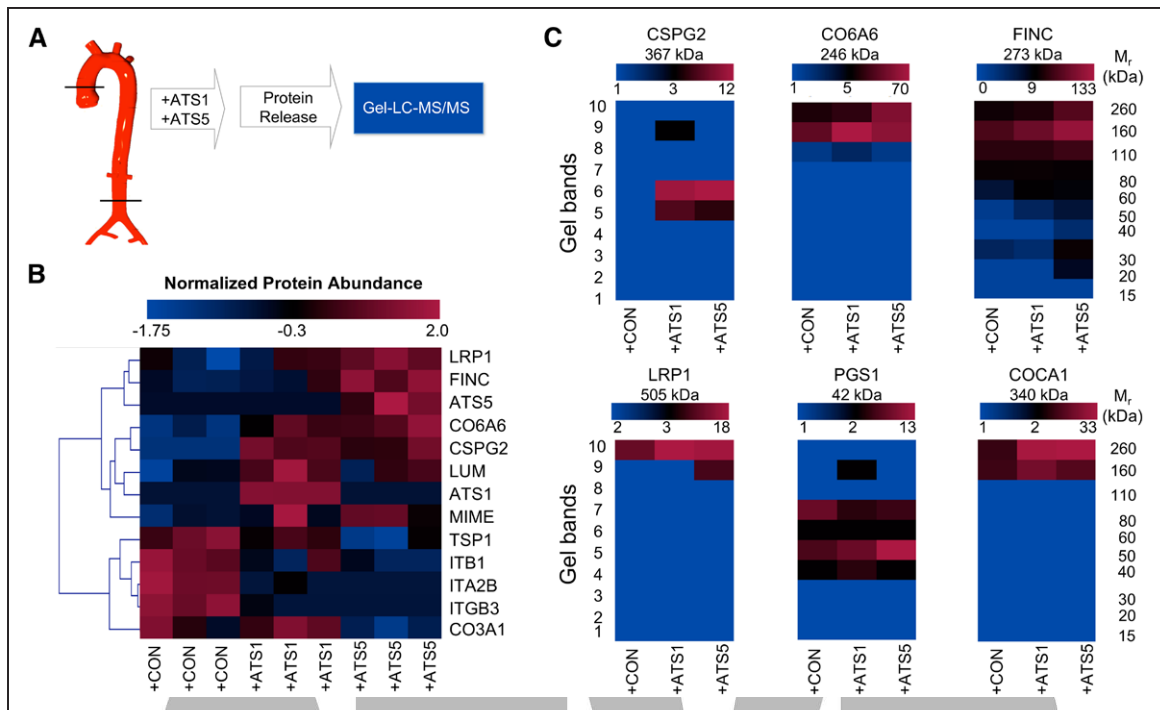 A
+ATS1
+ATS5
Protein
Release
Gel-LC-MS/MS
B
Normalized Protein Abundance
-1.75
-0.3
2.0
LRP1
FINC
ATS5
CO6A6
CSPG2
LUM
ATS1
MIME
TSP1
ITB1
ITA2B
ITGB3
CO3A1
+CON
+CON
+CON
+ATS1
+ATS1
+ATS1
+ATS5
+ATS5
+ATS5
C
CSPG2
367 kDa
1 3 12
CO6A6
246 kDa
1 5 70
FINC
273 kDa
0 9 133
Mr
(kDa)
Gel bands
10
9
8
7
6
5
4
3
2
1
260
160
110
80
60
50
40
30
20
15
+CON
+ATS1
+ATS5
+CON
+ATS1
+ATS5
+CON
+ATS1
+ATS5
LRP1
505 kDa
2 3 18
PGS1
42 kDa
1 2 13
COCA1
340 kDa
1 2 33
Mr
(kDa)
Gel bands
10
9
8
7
6
5
4
3
2
1
260
160
110
80
60
50
40
30
20
15
+CON
+ATS1
+ATS5
+CON
+ATS1
+ATS5
+CON
+ATS1
+ATS5